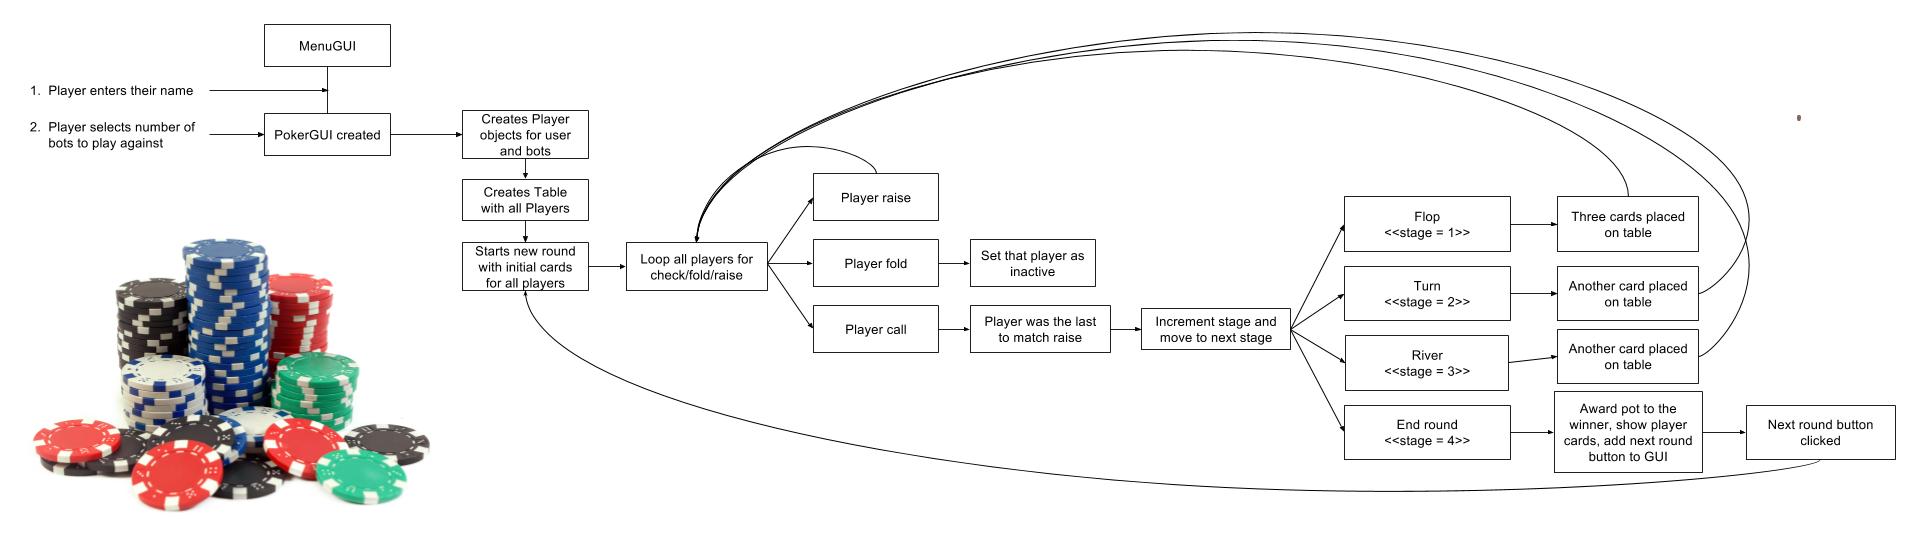 MenuGUI
1. Player enters their name
2. Player selects number of
bots to play against
PokerGUI created
Creates Player
objects for user
and bots
Creates Table
with all Players
Starts new round
with initial cards
for all players
Loop all players for
check/fold/raise
Player raise
Player fold
Set that player as
inactive
Player call
Player was the last
to match raise
Increment stage and
move to next stage
Flop
<<stage = 1>>
Three cards placed
on table
Turn
<<stage = 2>>
Another card placed
on table
River
<<stage = 3>>
Another card placed
on table
End round
<<stage = 4>>
Award pot to the
winner, show player
cards, add next round
button to GUI
Next round button
clicked